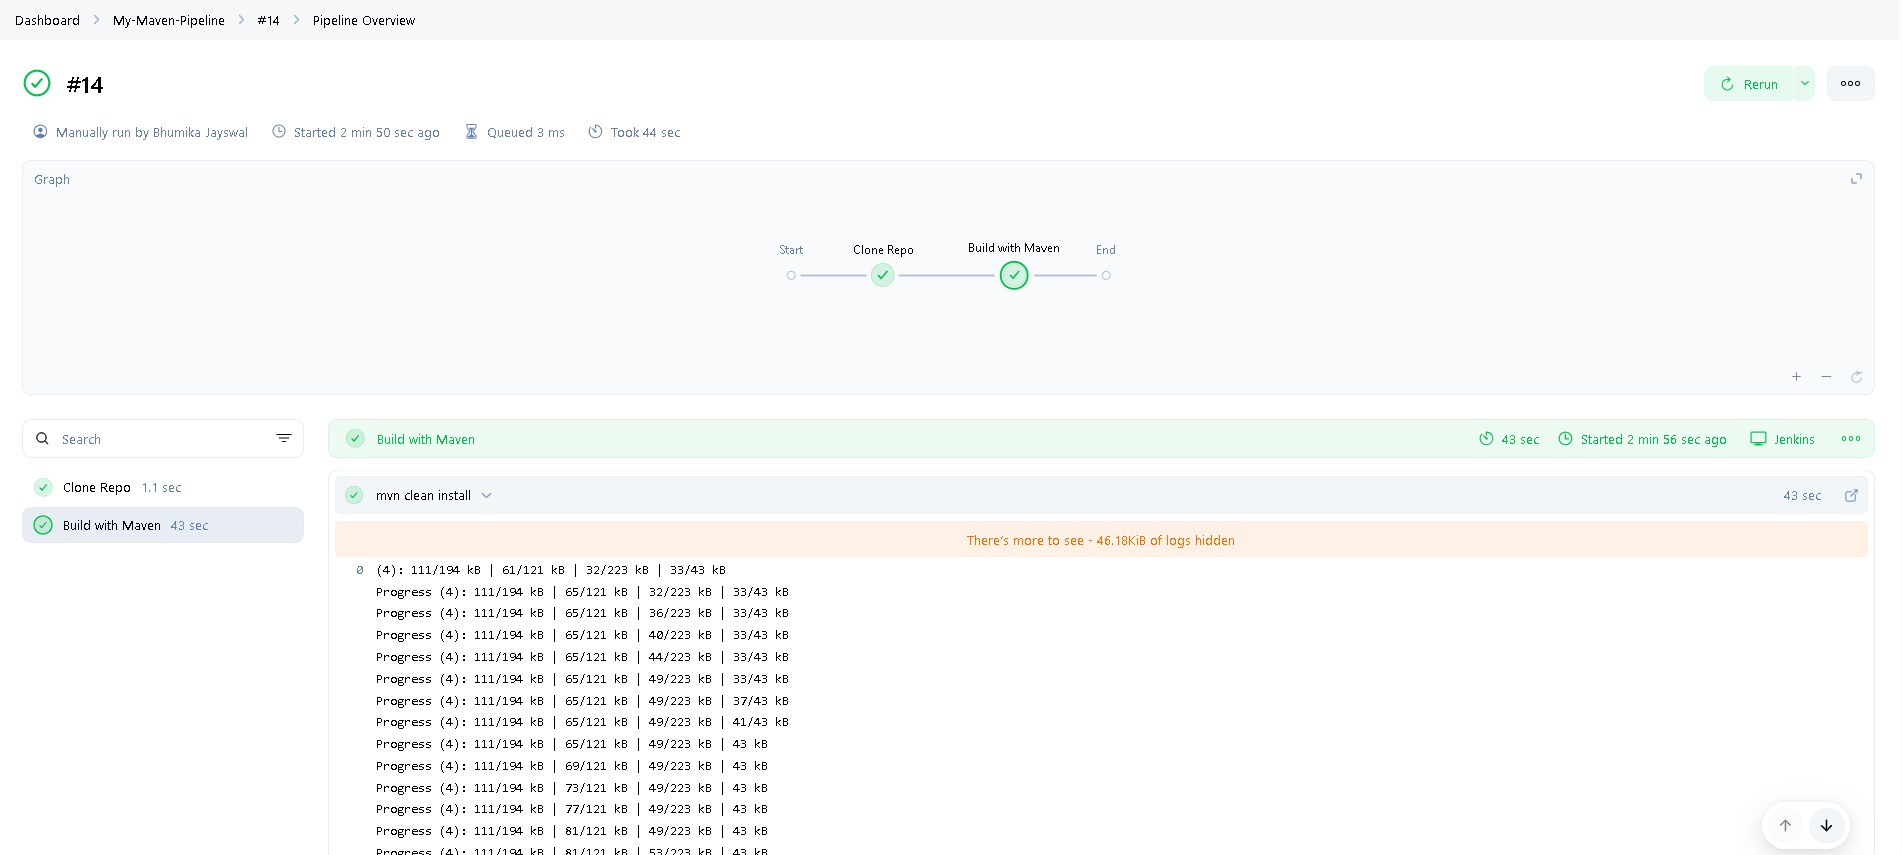 Dashboard > My-Maven-Pipeline > #14 > Pipeline Overview
#14
Rerun
Manually run by Bhumika Jayswal Started 2 min 50 sec ago Queued 3 ms Took 44 sec
Graph
Start Clone Repo Build with Maven End
Search
Build with Maven 43 sec Started 2 min 56 sec ago Jenkins
Clone Repo 1.1 sec
Build with Maven 43 sec
mvn clean install 43 sec
There's more to see - 46.18KiB of logs hidden
0 (4): 111/194 kB | 61/121 kB | 32/223 kB | 33/43 kB
Progress (4): 111/194 kB | 65/121 kB | 32/223 kB | 33/43 kB
Progress (4): 111/194 kB | 65/121 kB | 36/223 kB | 33/43 kB
Progress (4): 111/194 kB | 65/121 kB | 40/223 kB | 33/43 kB
Progress (4): 111/194 kB | 65/121 kB | 44/223 kB | 33/43 kB
Progress (4): 111/194 kB | 65/121 kB | 49/223 kB | 33/43 kB
Progress (4): 111/194 kB | 65/121 kB | 49/223 kB | 37/43 kB
Progress (4): 111/194 kB | 65/121 kB | 49/223 kB | 41/43 kB
Progress (4): 111/194 kB | 65/121 kB | 49/223 kB | 43 kB
Progress (4): 111/194 kB | 69/121 kB | 49/223 kB | 43 kB
Progress (4): 111/194 kB | 73/121 kB | 49/223 kB | 43 kB
Progress (4): 111/194 kB | 77/121 kB | 49/223 kB | 43 kB
Progress (4): 111/194 kB | 81/121 kB | 49/223 kB | 43 kB
Progress (4): 111/194 kB | 81/121 kB | 53/223 kB | 43 kB